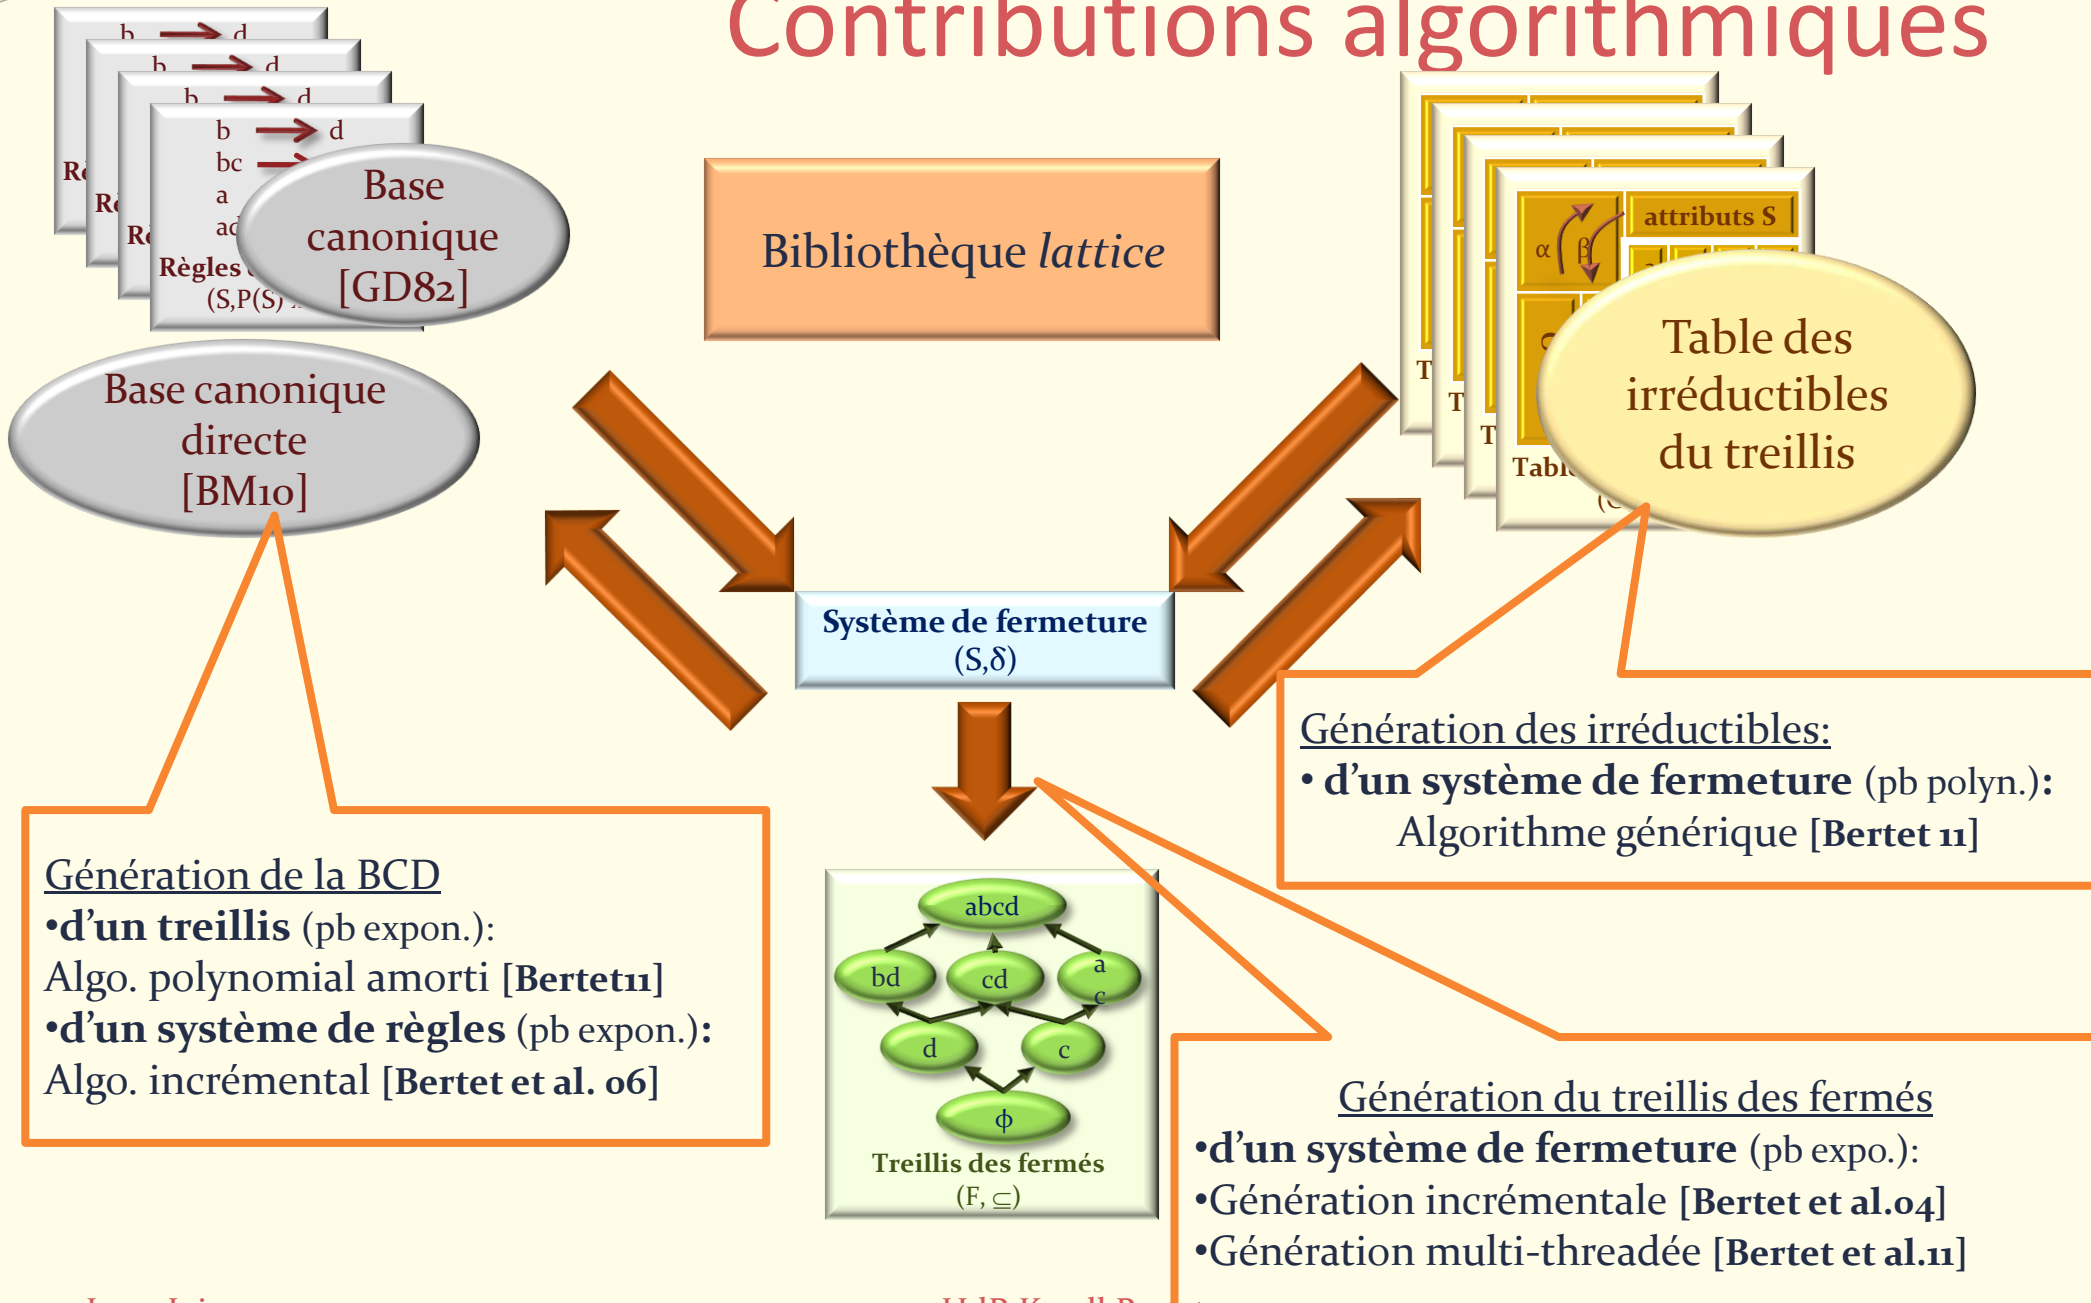 Contributions algorithmiques
b d
b d
b d
b d
bc
a
Règles
(S,P(S)
Base
canonique
[GD82]
Base canonique
directe
[BM10]
Bibliothèque lattice
attributs S
α β
Table des
irréductibles
du treillis
Système de fermeture
(S,δ)
Génération des irréductibles:
• d'un système de fermeture (pb polyn.):
Algorithme générique [Bertet 11]
Génération de la BCD
•d'un treillis (pb expon.):
Algo. polynomial amorti [Bertet11]
•d'un système de règles (pb expon.):
Algo. incrémental [Bertet et al. 06]
abcd
bd cd a
c
d c
ϕ
Treillis des fermés
(F, ⊆)
Génération du treillis des fermés
•d'un système de fermeture (pb expo.):
•Génération incrémentale [Bertet et al.04]
•Génération multi-threadée [Bertet et al.11]